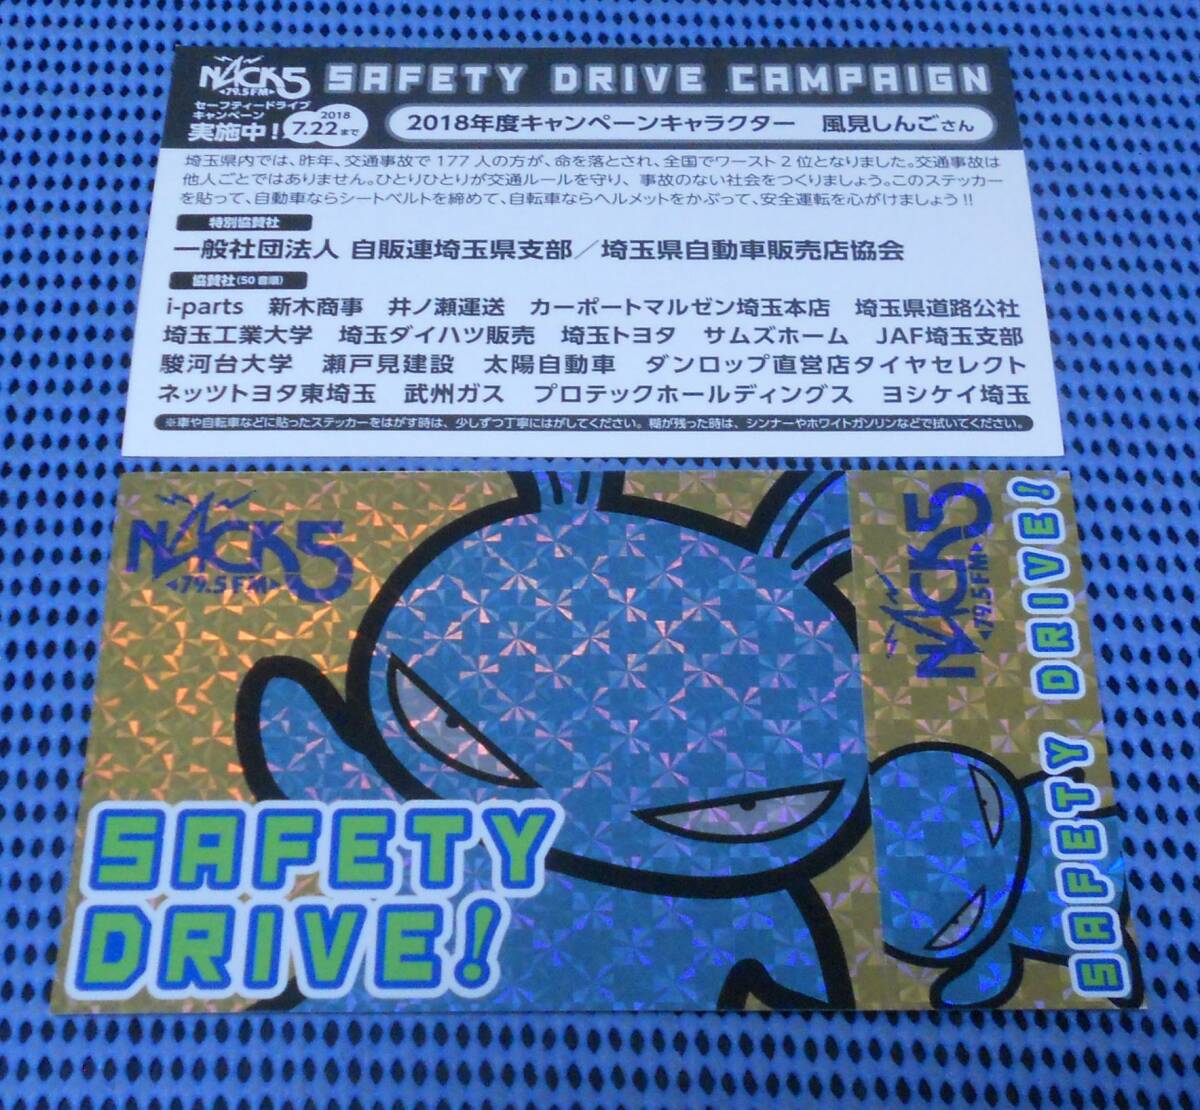 NACK5
79.5FM
SAFETY DRIVE CAMPAIGN
セーフティードライブ
キャンペーン
実施中!!
2018
7.22まで
2018年度キャンペーンキャラクター 風見しんごさん
埼玉県内では、昨年、交通事故で177人の方が、命を落とされ、全国でワースト2位となりました。交通事故は
他人ごとではありません。ひとりひとりが交通ルールを守り、事故のない社会をつくりましょう。このステッカー
を貼って、自動車ならシートベルトを締めて、自転車ならヘルメットをかぶって、安全運転を心がけましょう!!
特別協賛社
一般社団法人 自販連埼玉県支部／埼玉県自動車販売店協会
協賛社(50音順)
i-parts 新木商事 井ノ瀬運送 カーポートマルゼン埼玉本店 埼玉県道路公社
埼玉工業大学 埼玉ダイハツ販売 埼玉トヨタ サムズホーム JAF埼玉支部
駿河台大学 瀬戸見建設 太陽自動車 ダンロップ直営店タイヤセレクト
ネッツトヨタ東埼玉 武州ガス プロテックホールディングス ヨシケイ埼玉
※車や自転車などに貼ったステッカーをはがす時は、少しずつ丁寧にはがしてください。糊が残った時は、シンナーやホワイトガソリンなどで拭いてください。
NACK5
79.5FM
SAFETY
DRIVE!
NACK5
79.5FM
SAFETY DRIVE!